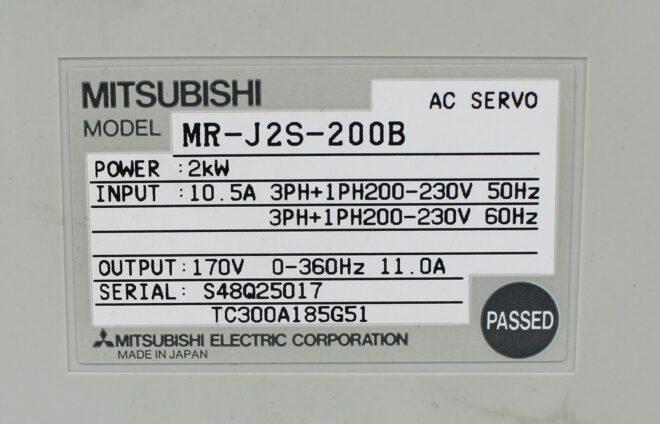 MITSUBISHI
AC SERVO
MODEL MR-J2S-200B
POWER :2kW
INPUT :10.5A 3PH+1PH200-230V 50Hz
3PH+1PH200-230V 60Hz
OUTPUT:170V 0-360Hz 11.0A
SERIAL: S48Q25017
TC300A185G51
PASSED
MITSUBISHI ELECTRIC CORPORATION
MADE IN JAPAN